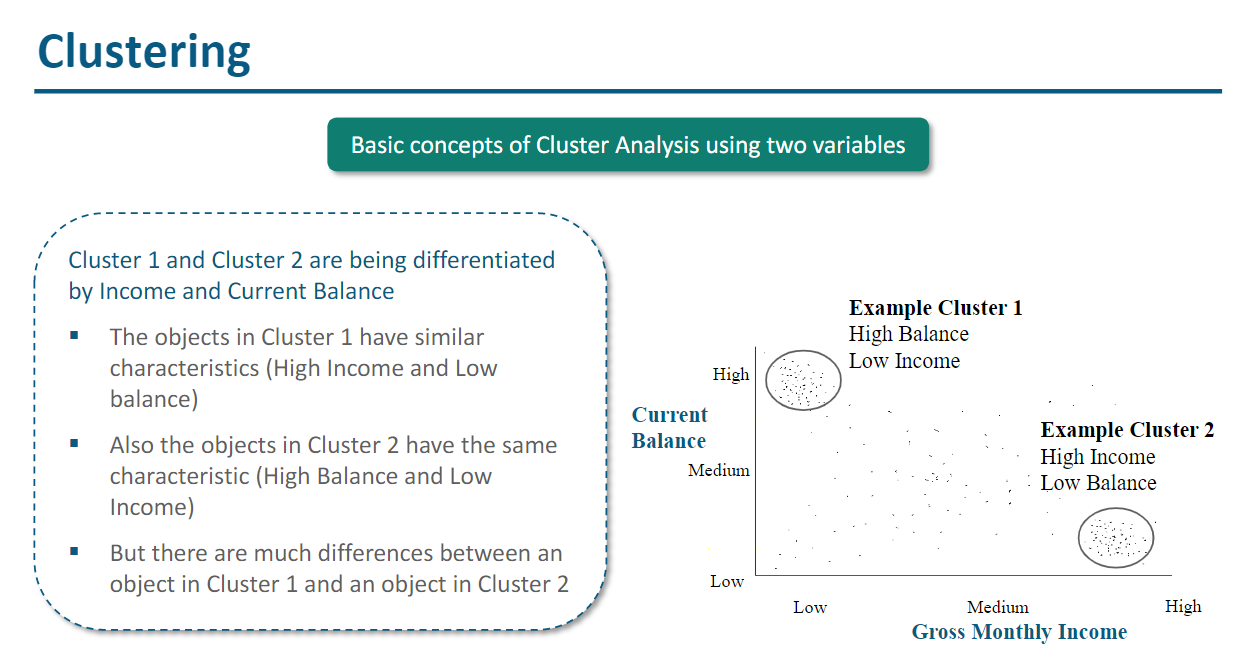 Clustering
Basic concepts of Cluster Analysis using two variables
Cluster 1 and Cluster 2 are being differentiated
by Income and Current Balance
The objects in Cluster 1 have similar
characteristics (High Income and Low
balance)
Also the objects in Cluster 2 have the same
characteristic (High Balance and Low
Income)
But there are much differences between an
object in Cluster 1 and an object in Cluster 2
Example Cluster 1
High Balance
Low Income
High
Current
Balance
Medium
Low
Example Cluster 2
High Income
Low Balance
Low
Medium
High
Gross Monthly Income